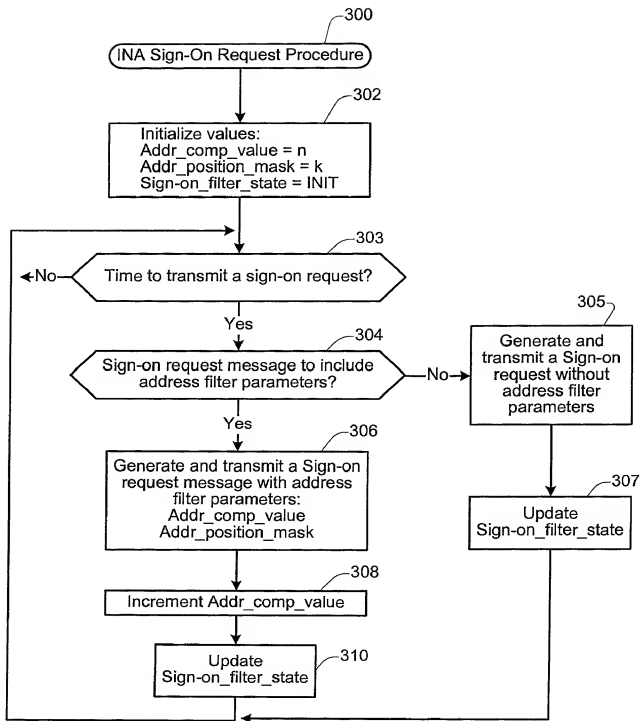 300
INA Sign-On Request Procedure
302
Initialize values:
Addr_comp_value = n
Addr_position_mask = k
Sign-on_filter_state = INIT
303
No
Time to transmit a sign-on request?
Yes
304
Sign-on request message to include
address filter parameters?
No
305
Generate and
transmit a Sign-on
request without
address filter
parameters
Yes
306
Generate and transmit a Sign-on
request message with address
filter parameters:
Addr_comp_value
Addr_position_mask
307
Update
Sign-on_filter_state
308
Increment Addr_comp_value
310
Update
Sign-on_filter_state